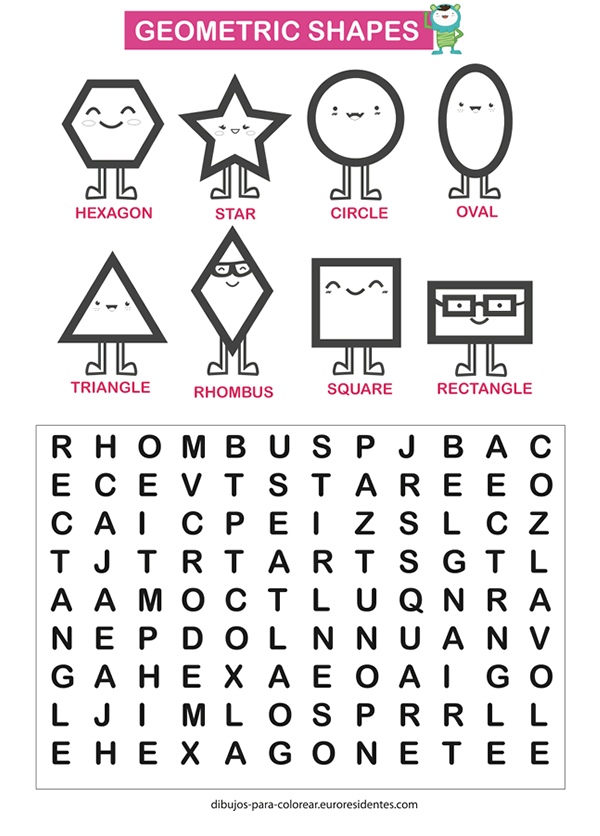 GEOMETRIC SHAPES
HEXAGON STAR CIRCLE OVAL
TRIANGLE RHOMBUS SQUARE RECTANGLE
R H O M B U S P J B A C
E C E V T S T A R E E O
C A I C P E I Z S L C Z
T J T R T A R T S G T L
A A M O C T L U Q N R A
N E P D O L N N U A N V
G A H E X A E O A I G O
L J I M L O S P R R L L
E H E X A G O N E T E E
dibujos-para-colorear.euroresidentes.com